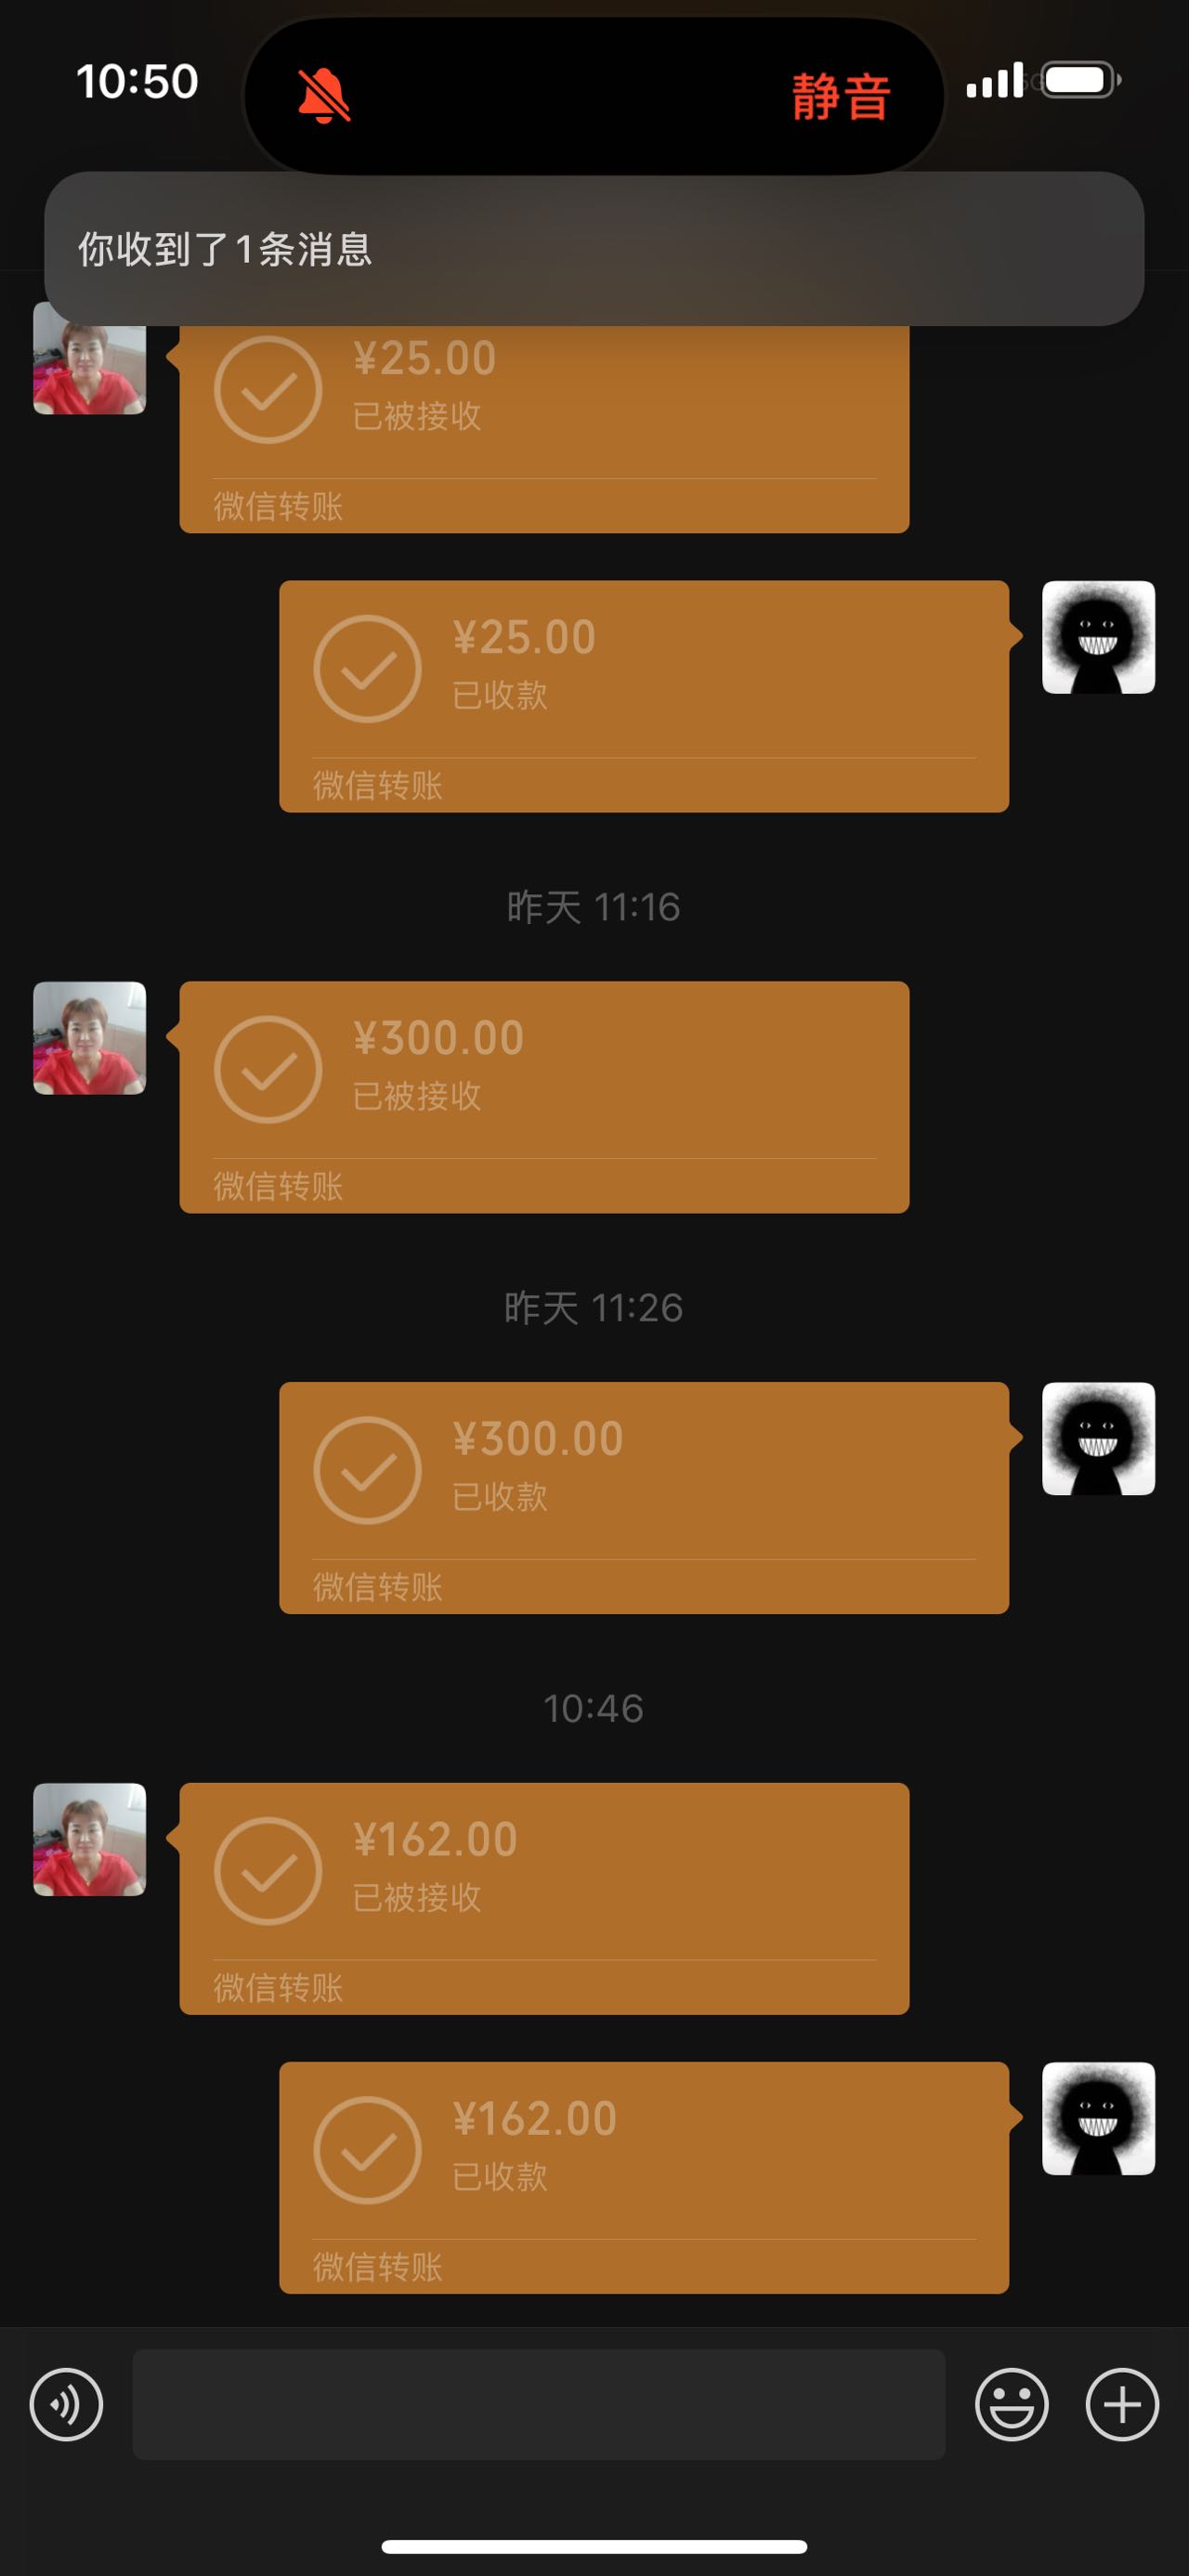 10:50
静音
你收到了1条消息
¥25.00
已被接收
微信转账
¥25.00
已收款
微信转账
昨天 11:16
¥300.00
已被接收
微信转账
昨天 11:26
¥300.00
已收款
微信转账
10:46
¥162.00
已被接收
微信转账
¥162.00
已收款
微信转账